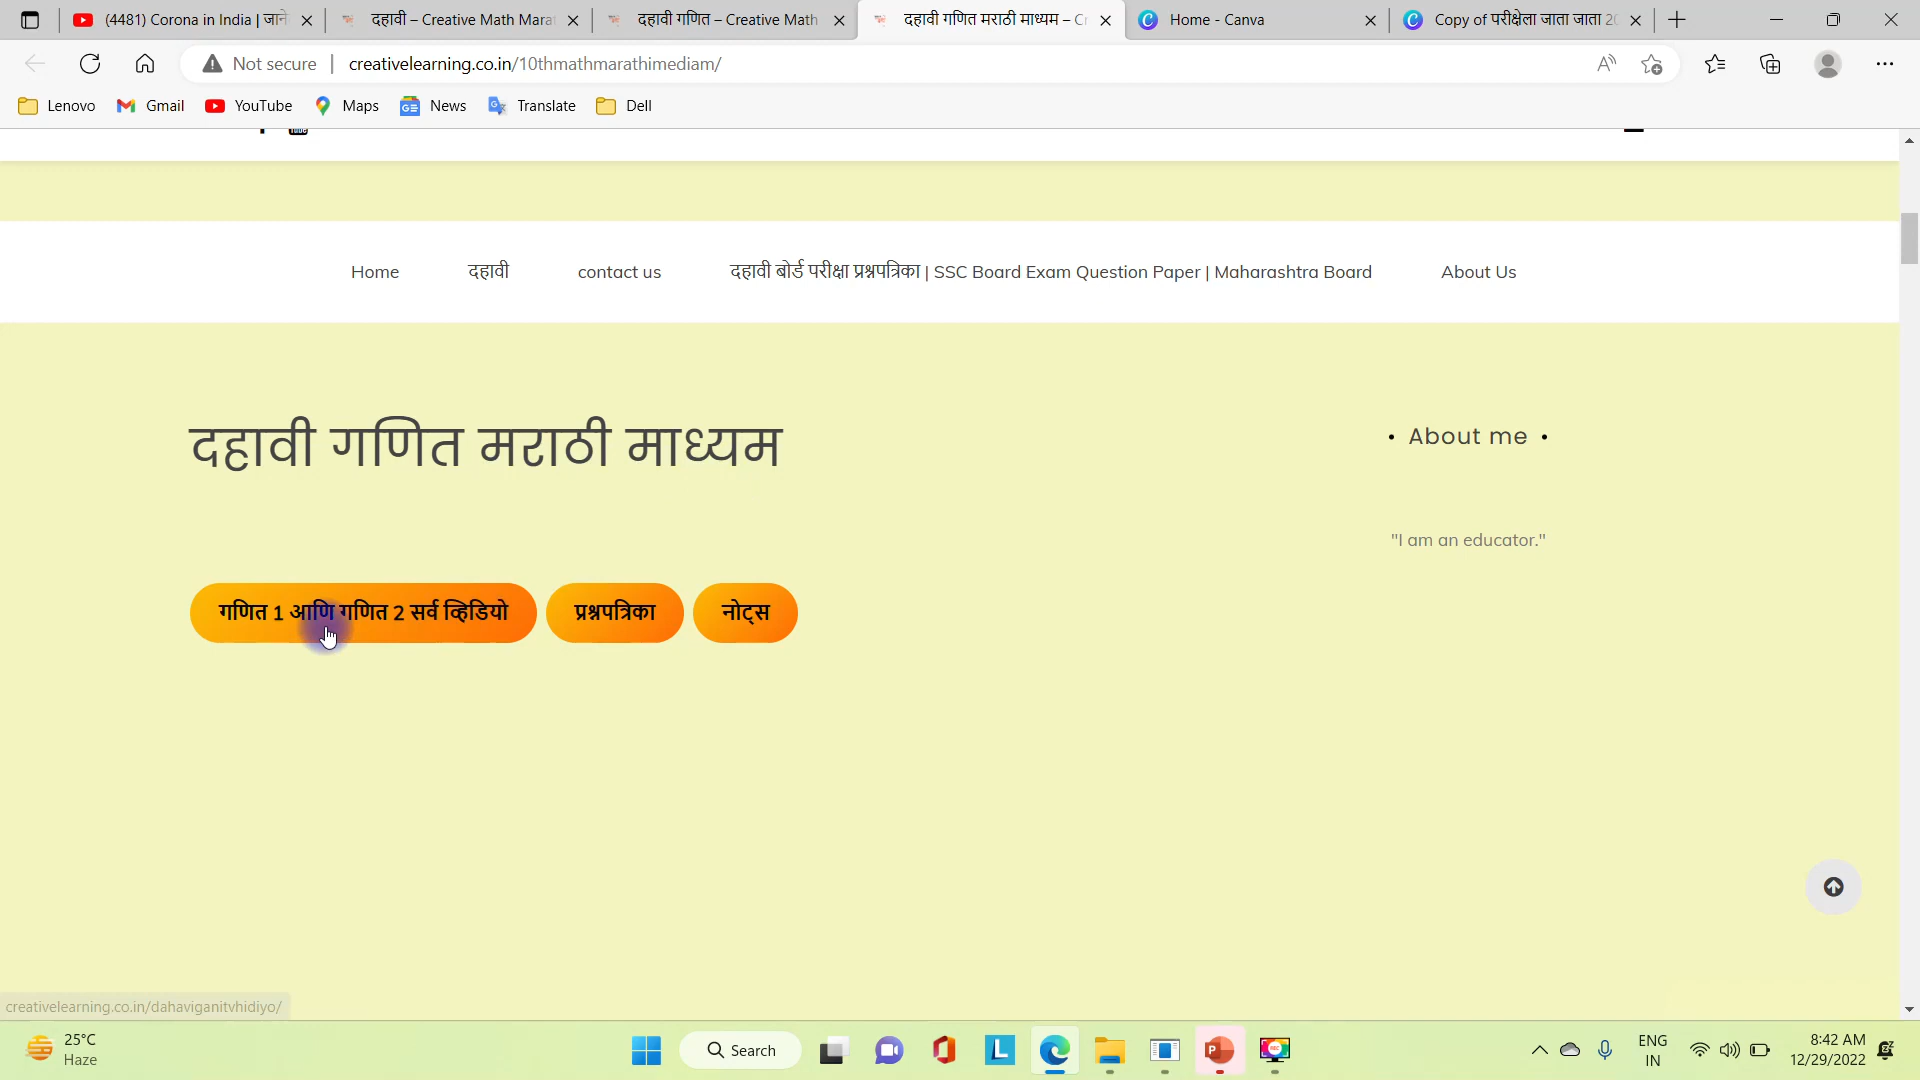 (4481) Corona in India | जाने
दहावी – Creative Math Mara
दहावी गणित – Creative Math
दहावी गणित मराठी माध्यम – C
Home - Canva
Copy of परीक्षेला जाता जाता 20
Not secure
creativelearning.co.in/10thmathmarathimediam/
Lenovo
Gmail
YouTube
Maps
News
Translate
Dell
Home
दहावी
contact us
दहावी बोर्ड परीक्षा प्रश्नपत्रिका | SSC Board Exam Question Paper | Maharashtra Board
About Us
दहावी गणित मराठी माध्यम
• About me •
"I am an educator."
गणित 1 आणि गणित 2 सर्व व्हिडियो
प्रश्नपत्रिका
नोट्स
creativelearning.co.in/dahaviganitvhidiyo/
25°C
Haze
Search
ENG
IN
8:42 AM
12/29/2022